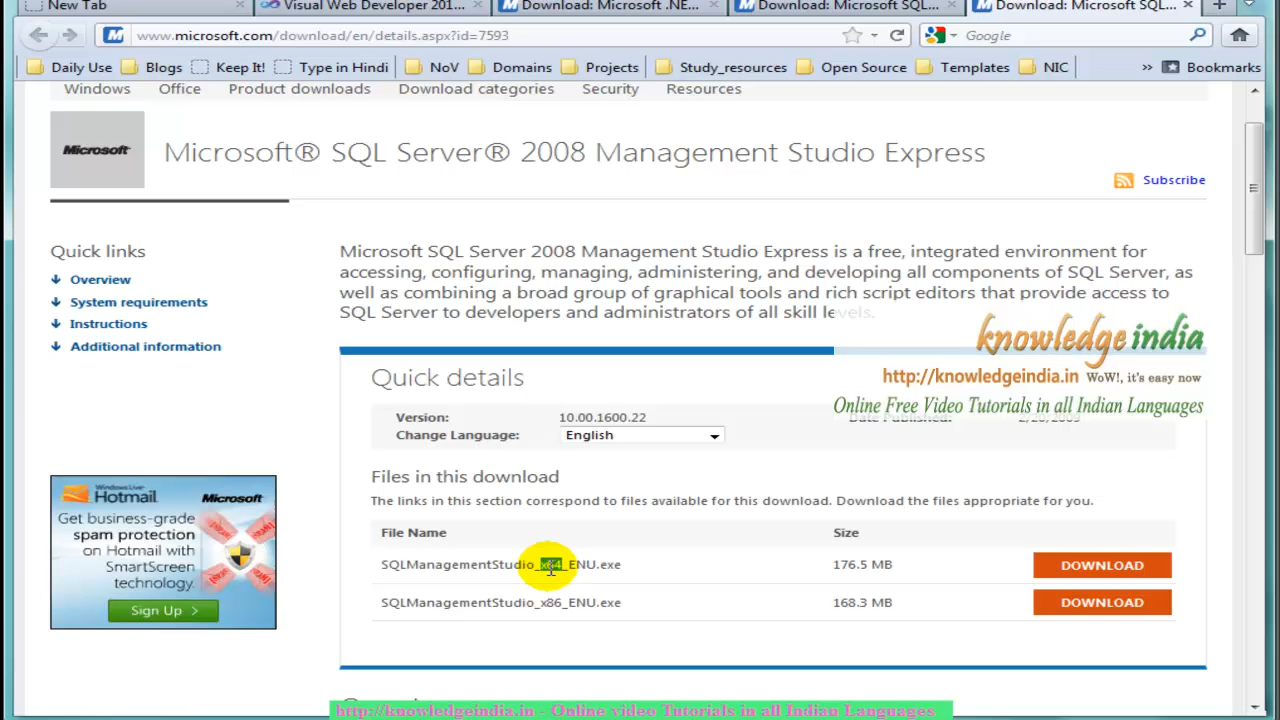 New Tab
Visual Web Developer 201...
Download: Microsoft .NE...
Download: Microsoft SQL...
Download: Microsoft SQL...
www.microsoft.com/download/en/details.aspx?id=7593
Google
Daily Use
Blogs
Keep It!
Type in Hindi
NoV
Domains
Projects
Study_resources
Open Source
Templates
NIC
»
Bookmarks
Windows
Office
Product downloads
Download categories
Security
Resources
Microsoft
Microsoft® SQL Server® 2008 Management Studio Express
Subscribe
Quick links
Overview
System requirements
Instructions
Additional information
Microsoft SQL Server 2008 Management Studio Express is a free, integrated environment for
accessing, configuring, managing, administering, and developing all components of SQL Server, as
well as combining a broad group of graphical tools and rich script editors that provide access to
SQL Server to developers and administrators of all skill levels.
knowledge india
http://knowledgeindia.in WoW!, it's easy now
Online Free Video Tutorials in all Indian Languages
Quick details
Version: 10.00.1600.22
Date Published:
Change Language: English
Files in this download
The links in this section correspond to files available for this download. Download the files appropriate for you.
File Name Size
SQLManagementStudio_x64_ENU.exe 176.5 MB DOWNLOAD
SQLManagementStudio_x86_ENU.exe 168.3 MB DOWNLOAD
Windows Live
Hotmail
Microsoft
Get business-grade
spam protection
on Hotmail with
SmartScreen
technology.
Sign Up >
http://knowledgeindia.in - Online video Tutorials in all Indian Languages